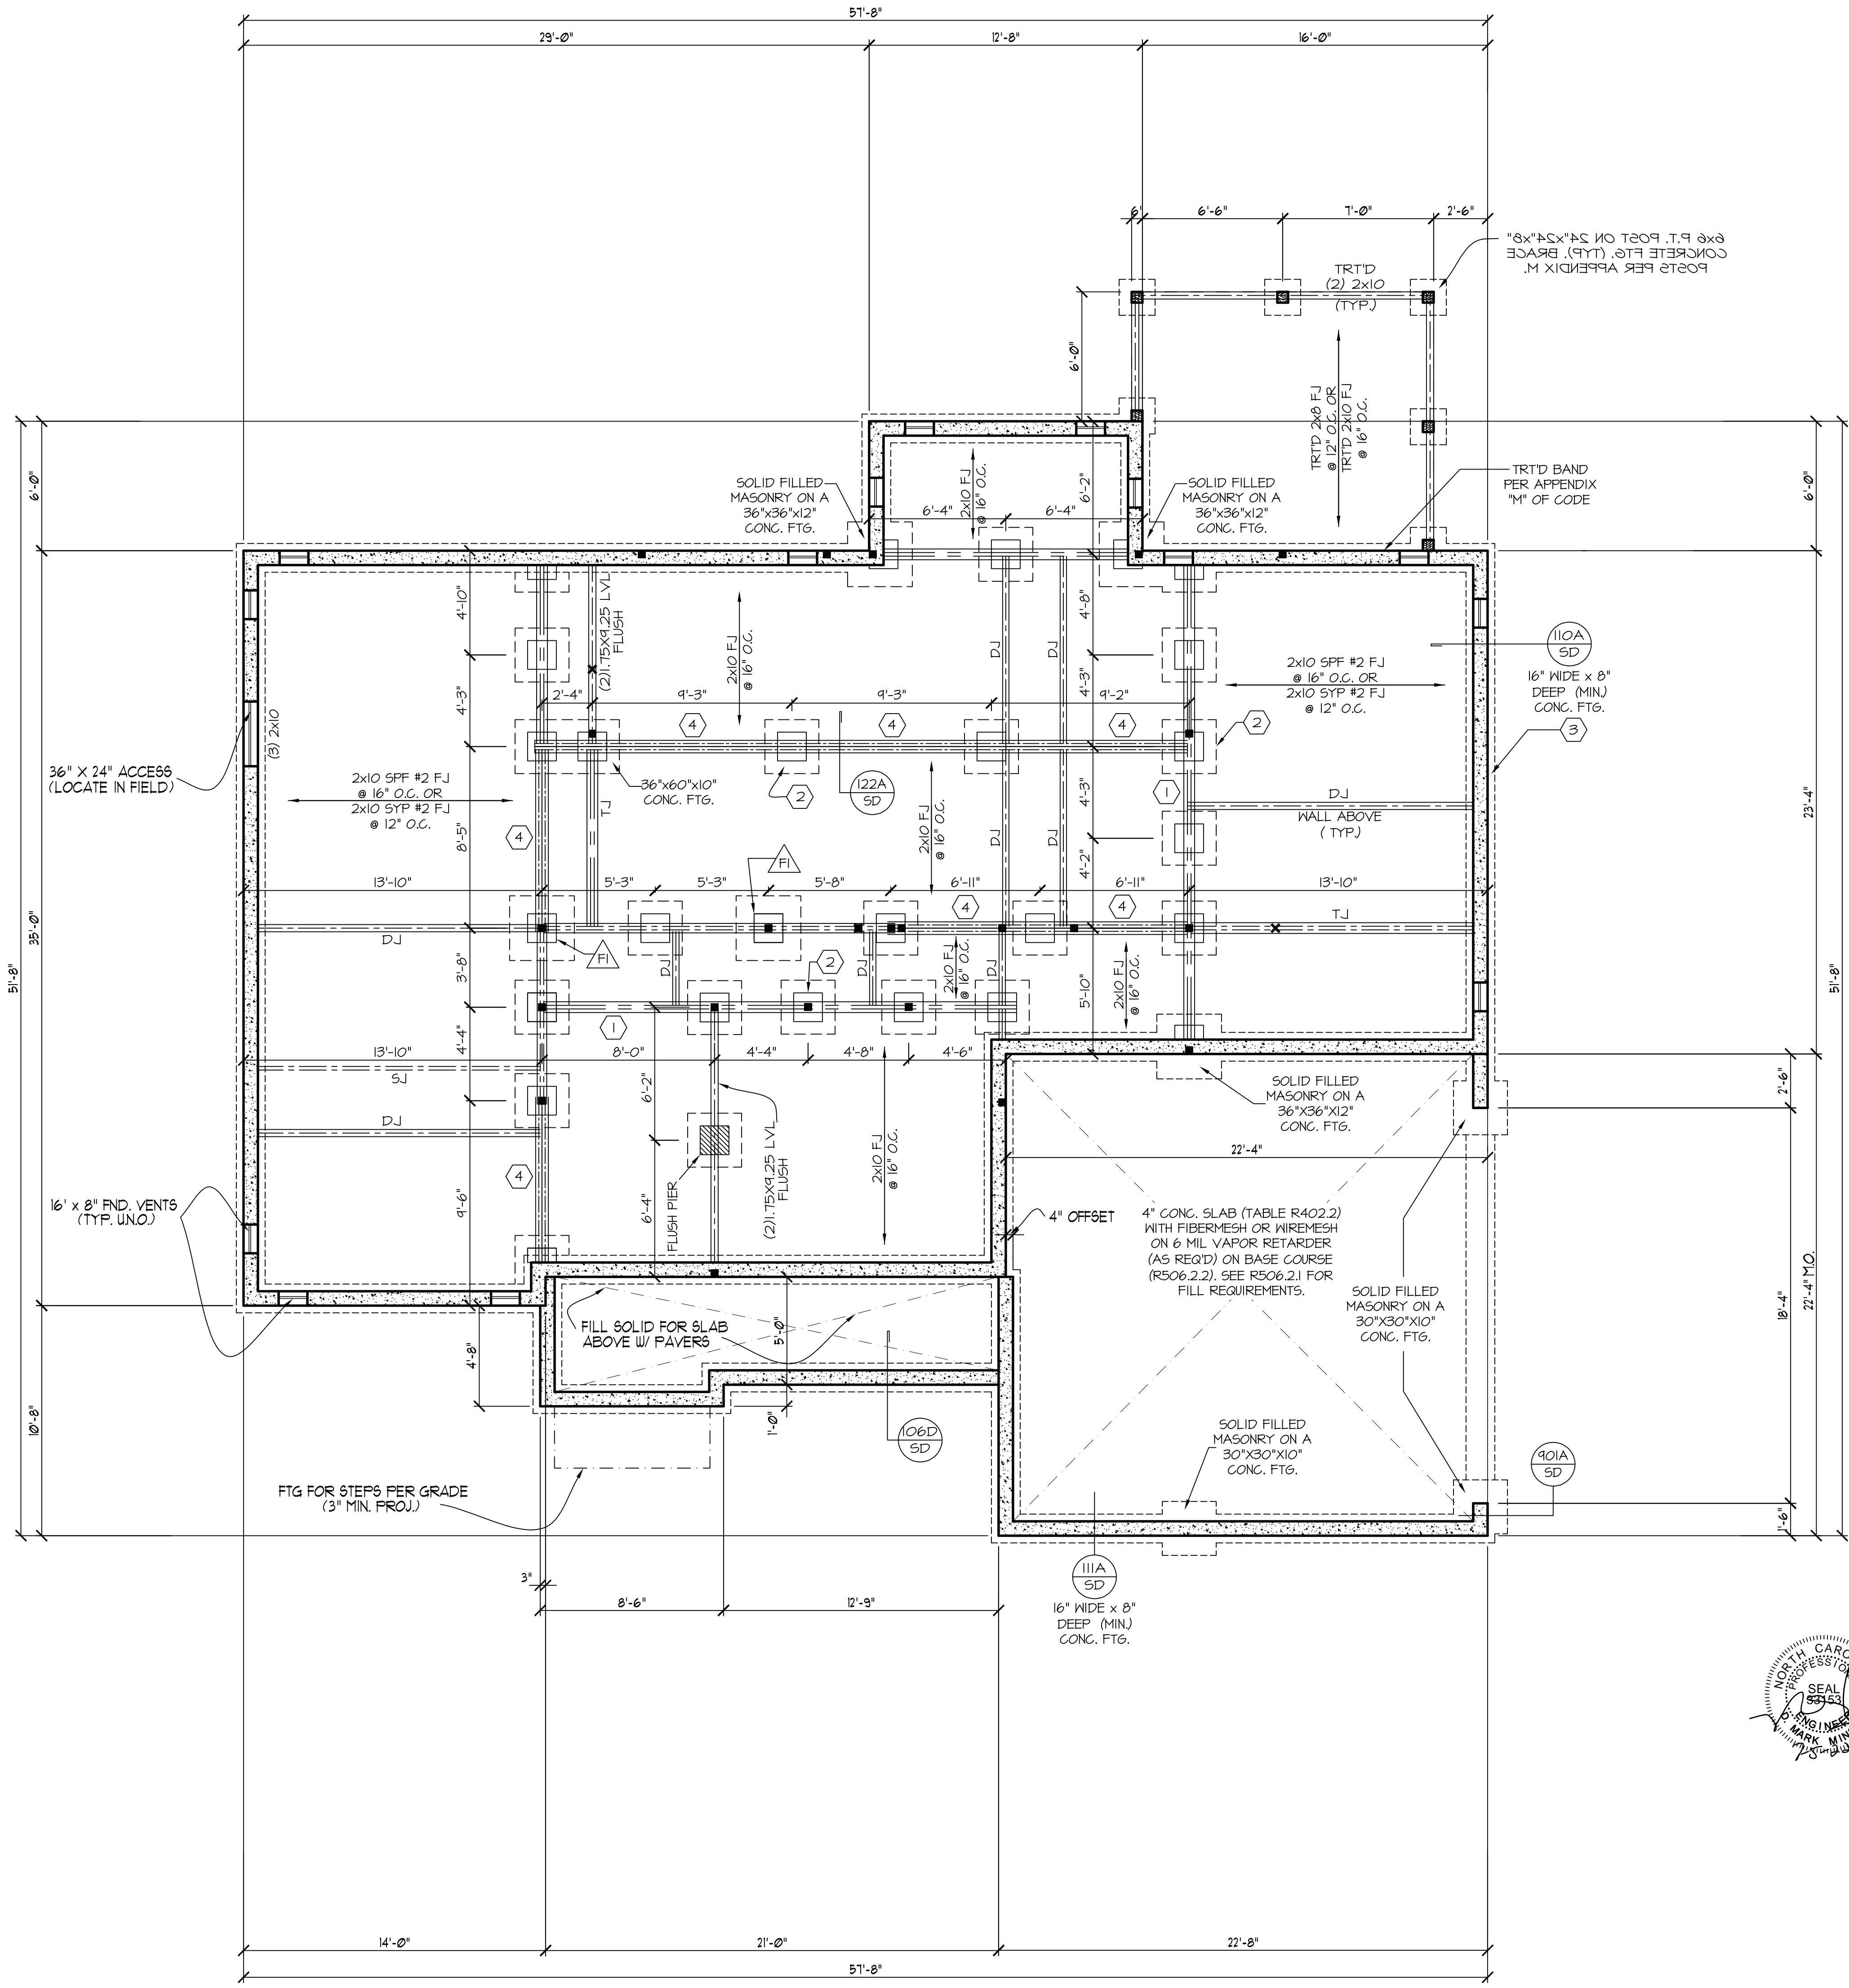 57'-8"
29'-0"
12'-8"
16'-0"
6"
6'-6"
7'-0"
2'-6"
6x6 P.T. POST ON 24"x24"x8"
CONCRETE FTG. (TYP). BRACE
POSTS PER APPENDIX M.
TRT'D
(2) 2x10
(TYP.)
6'-0"
TRT'D 2x8 FJ
@ 12" O.C. OR
TRT'D 2x10 FJ
@ 16" O.C.
TRT'D BAND
PER APPENDIX
"M" OF CODE
SOLID FILLED
MASONRY ON A
36"x36"x12"
CONC. FTG.
2x10 FJ
@ 16" O.C.
6'-2"
6'-4"
6'-4"
SOLID FILLED
MASONRY ON A
36"x36"x12"
CONC. FTG.
6'-0"
6'-0"
51'-8"
35'-0"
10'-8"
51'-8"
23'-4"
4'-10"
4'-3"
8'-5"
3'-8"
4'-4"
9'-6"
(2)1.75X9.25 LVL
FLUSH
2x10 FJ
@ 16" O.C.
DJ
DJ
4'-8"
4'-3"
4'-3"
4'-2"
5'-10"
110A
SD
16" WIDE x 8"
DEEP (MIN.)
CONC. FTG.
3
2x10 SPF #2 FJ
@ 16" O.C. OR
2x10 SYP #2 FJ
@ 12" O.C.
2'-4"
9'-3"
9'-3"
9'-2"
4
4
4
2
(3) 2x10
36" X 24" ACCESS
(LOCATE IN FIELD)
2x10 SPF #2 FJ
@ 16" O.C. OR
2x10 SYP #2 FJ
@ 12" O.C.
4
TJ
36"x60"x10"
CONC. FTG.
2
122A
SD
1
DJ
WALL ABOVE
( TYP.)
2x10 FJ
@ 16" O.C.
DJ
DJ
F1
13'-10"
5'-3"
5'-3"
5'-8"
6'-11"
6'-11"
13'-10"
4
4
TJ
DJ
F1
DJ
2
DJ
2x10 FJ
@ 16" O.C.
DJ
2x10 FJ
@ 16" O.C.
1
13'-10"
8'-0"
4'-4"
4'-8"
4'-6"
SJ
DJ
6'-2"
(2)1.75X9.25 LVL
FLUSH
2x10 FJ
@ 16" O.C.
SOLID FILLED
MASONRY ON A
36"X36"X12"
CONC. FTG.
2'-6"
22'-4"
4
6'-4"
FLUSH PIER
16' x 8" FND. VENTS
(TYP. U.N.O.)
4" OFFSET
4" CONC. SLAB (TABLE R402.2)
WITH FIBERMESH OR WIREMESH
ON 6 MIL VAPOR RETARDER
(AS REQ'D) ON BASE COURSE
(R506.2.2). SEE R506.2.1 FOR
FILL REQUIREMENTS.
SOLID FILLED
MASONRY ON A
30"X30"X10"
CONC. FTG.
18'-4"
22'-4" M.O.
FILL SOLID FOR SLAB
ABOVE W/ PAVERS
5'-0"
4'-8"
1'-0"
106D
SD
SOLID FILLED
MASONRY ON A
30"X30"X10"
CONC. FTG.
901A
SD
1'-6"
FTG FOR STEPS PER GRADE
(3" MIN. PROJ.)
3"
8'-6"
12'-9"
111A
SD
16" WIDE x 8"
DEEP (MIN.)
CONC. FTG.
NORTH CARO
PROFESSIO
SEAL
33153
ENGINEER
MARK MIN
14'-0"
21'-0"
22'-8"
57'-8"